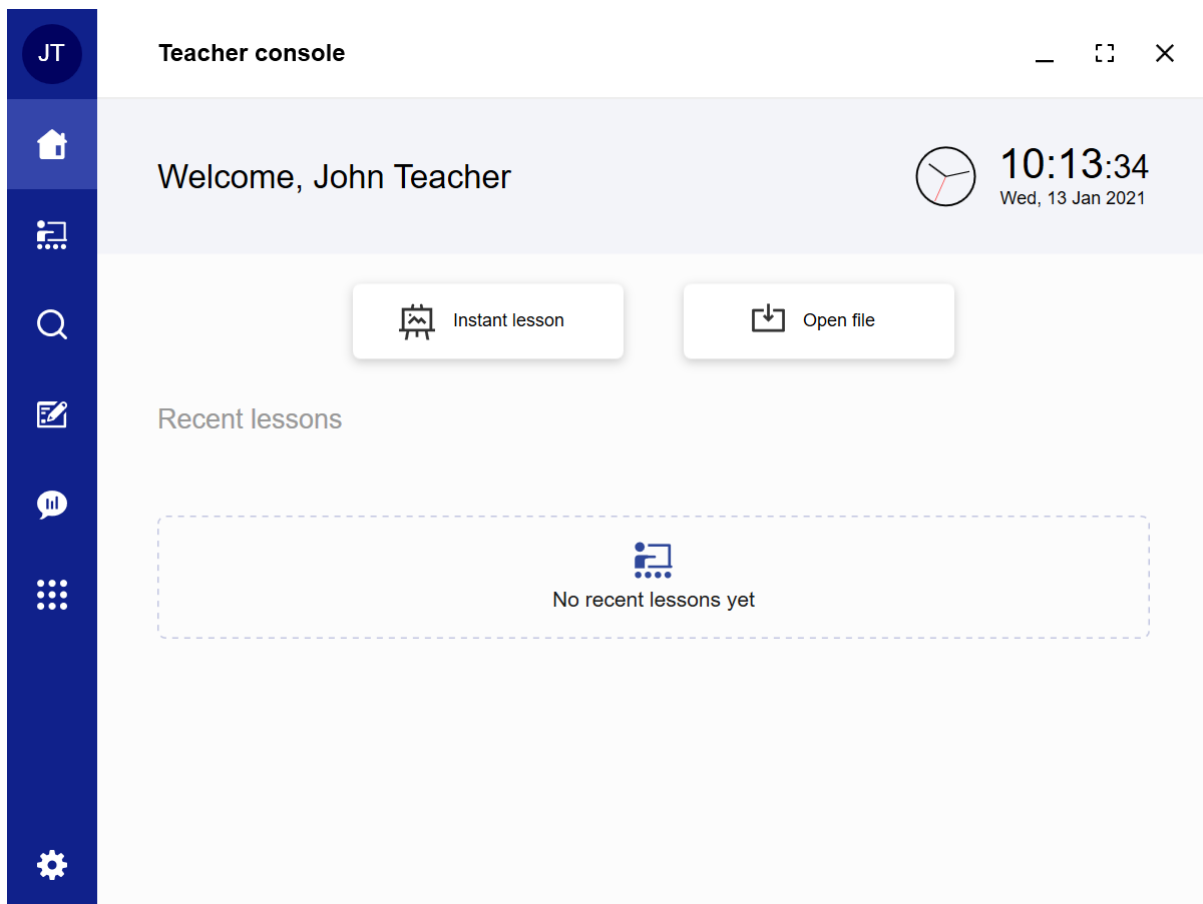 JT
Teacher console
Welcome, John Teacher
10:13:34
Wed, 13 Jan 2021
Instant lesson
Open file
Recent lessons
No recent lessons yet